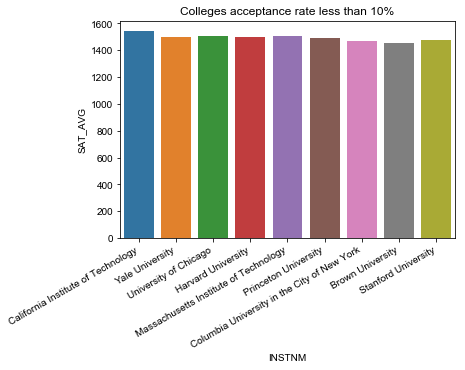 Colleges acceptance rate less than 10%
1600
1400
1200
1000
800
600
400
200
0
SAT_AVG
California Institute of Technology
Yale University
University of Chicago
Harvard University
Massachusetts Institute of Technology
Princeton University
Columbia University in the City of New York
Brown University
Stanford University
INSTNM